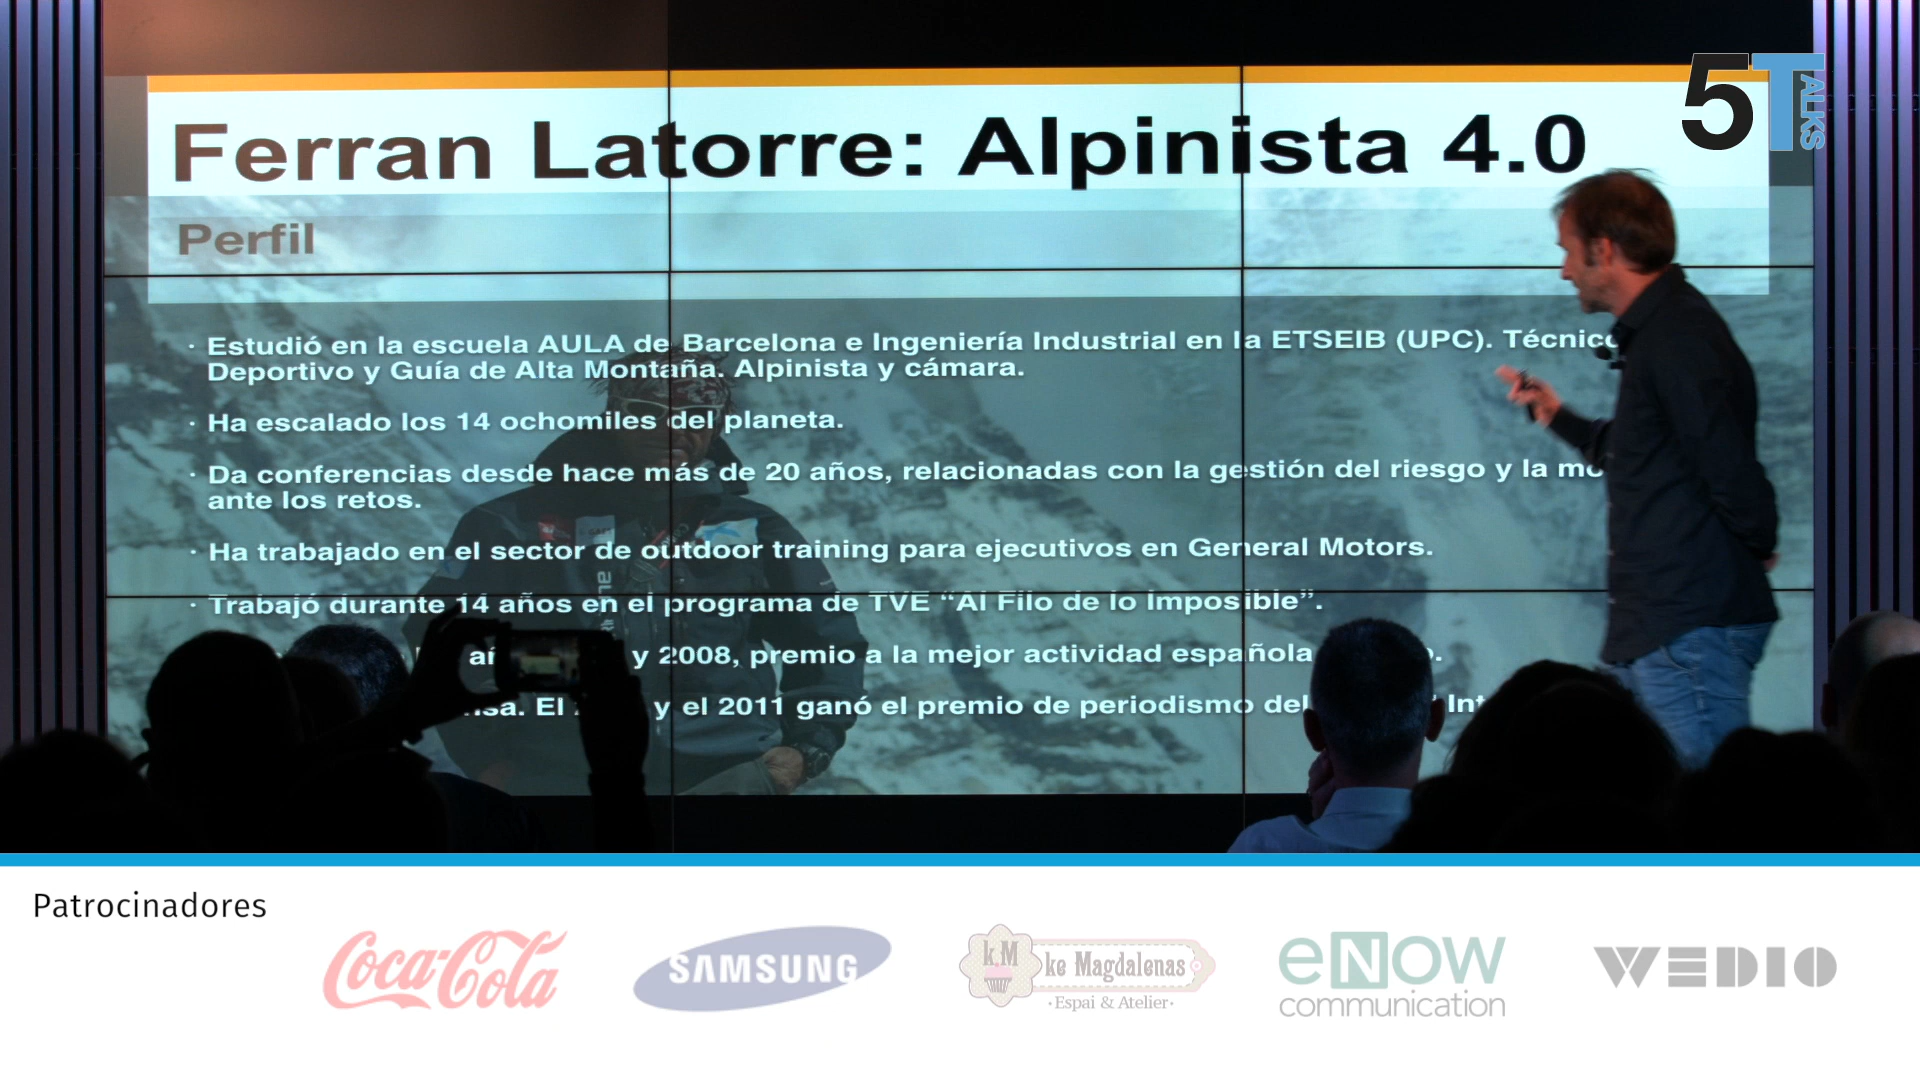 5TALKS
Ferran Latorre: Alpinista 4.0
Perfil
· Estudió en la escuela AULA de Barcelona e Ingeniería Industrial en la ETSEIB (UPC). Técnico
Deportivo y Guía de Alta Montaña. Alpinista y cámara.
· Ha escalado los 14 ochomiles del planeta.
· Da conferencias desde hace más de 20 años, relacionadas con la gestión del riesgo y la
ante los retos.
· Ha trabajado en el sector de outdoor training para ejecutivos en General Motors.
· Trabajó durante 14 años en el programa de TVE “Al Filo de lo Imposible”.
y 2008, premio a la mejor actividad española
El y el 2011 ganó el premio de periodismo del
Patrocinadores
Coca-Cola
SAMSUNG
k.M
ke Magdalenas
·Espai & Atelier·
eNOW
communication
WEDIO